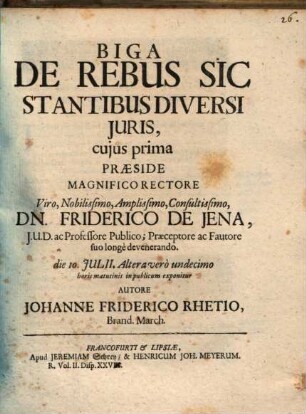 26.
BIGA
DE REBUS SIC
STANTIBUS DIVERSI
JURIS,
cujus prima
PRÆSIDE
MAGNIFICO RECTORE
Viro, Nobilissimo, Amplissimo, Consultissimo,
DN. FRIDERICO DE JENA,
J.U.D. ac Professore Publico; Præceptore ac Fautore
suo longè devenerando.
die 10. JULII. Altera verò undecimo
horis matutinis in publicum exponitur
AUTORE
JOHANNE FRIDERICO RHETIO,
Brand. March.
FRANCOFURTI & LIPSIÆ,
Apud JEREMIAM & HENRICUM JOH. MEYERUM.
R. Vol. II. Disp.